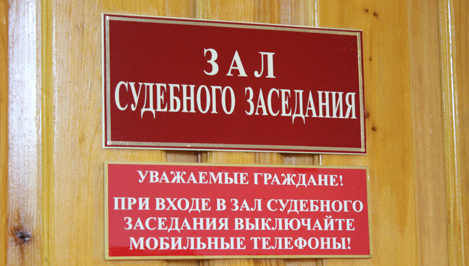 ЗАЛ
СУДЕБНОГО ЗАСЕДАНИЯ
УВАЖАЕМЫЕ ГРАЖДАНЕ!
ПРИ ВХОДЕ В ЗАЛ СУДЕБНОГО
ЗАСЕДАНИЯ ВЫКЛЮЧАЙТЕ
МОБИЛЬНЫЕ ТЕЛЕФОНЫ!